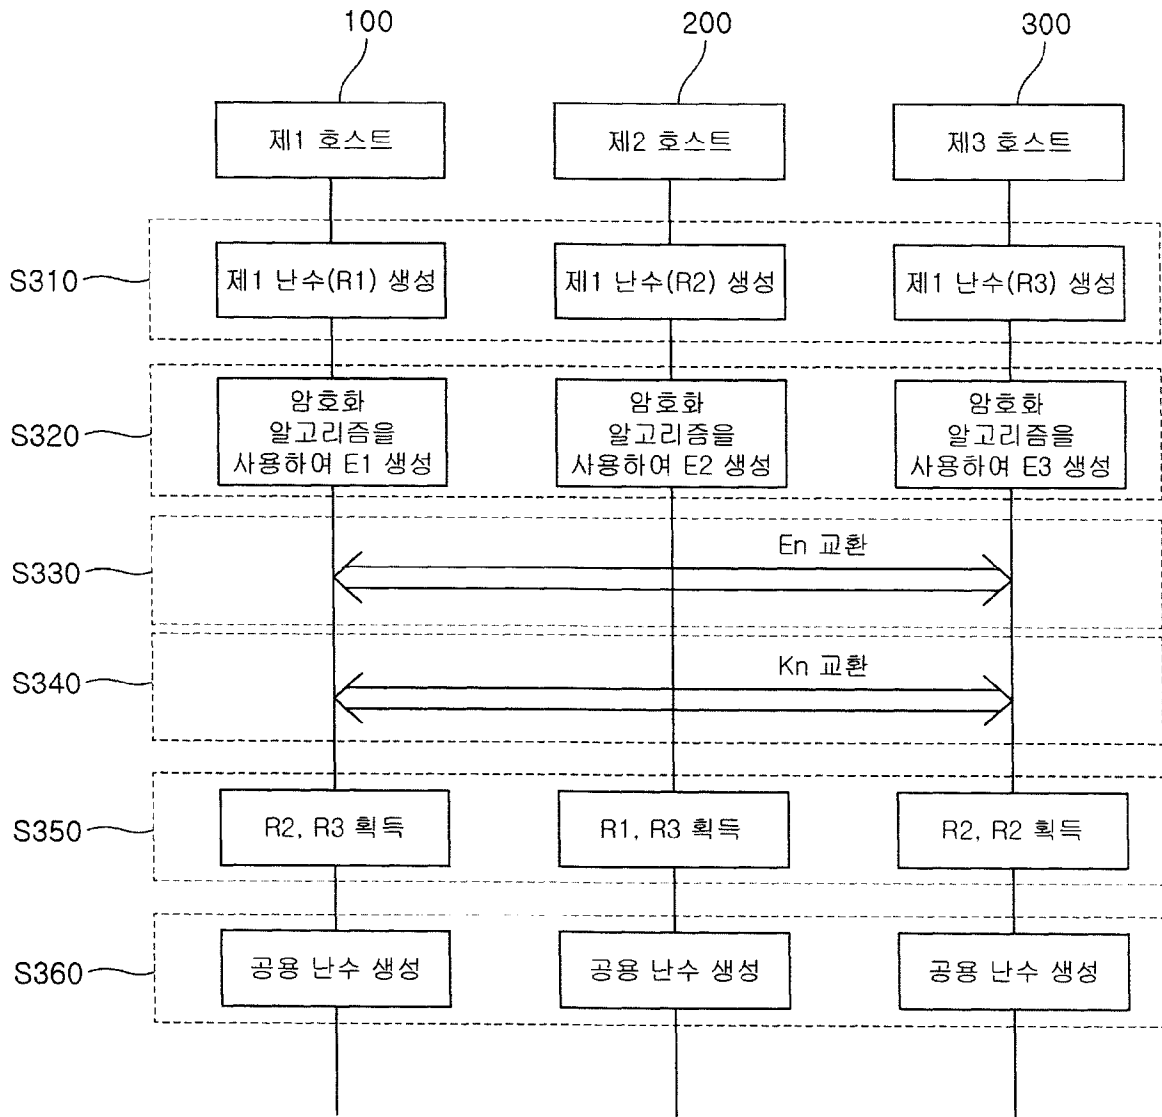 100
200
300
제1 호스트
제2 호스트
제3 호스트
S310
제1 난수(R1) 생성
제1 난수(R2) 생성
제1 난수(R3) 생성
S320
암호화
알고리즘을
사용하여 E1 생성
암호화
알고리즘을
사용하여 E2 생성
암호화
알고리즘을
사용하여 E3 생성
S330
En 교환
S340
Kn 교환
S350
R2, R3 획득
R1, R3 획득
R2, R2 획득
S360
공용 난수 생성
공용 난수 생성
공용 난수 생성